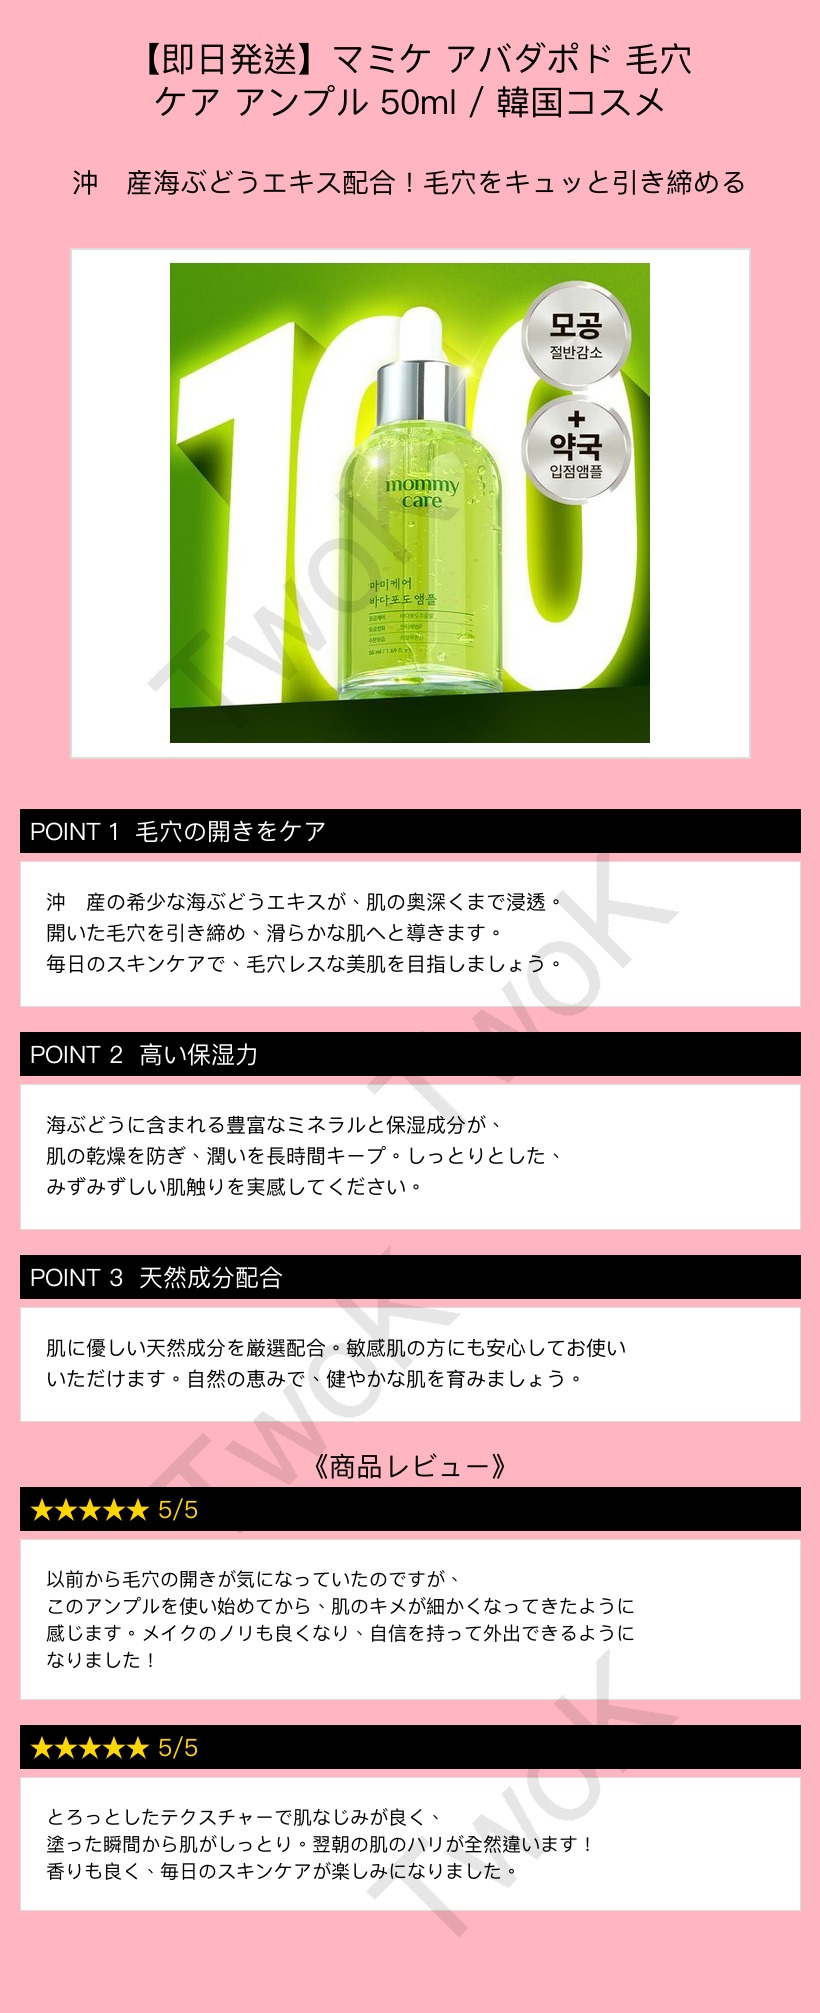 【即日発送】マミケ アバダポド 毛穴
ケア アンプル 50ml / 韓国コスメ
沖　産海ぶどうエキス配合！毛穴をキュッと引き締める
100
모공
절반감소
+
약국
입점앰플
mommy
care
마미케어
바다포도 앰플
모공케어
50 ml / 1.69 fl. oz
TwoK
POINT 1 毛穴の開きをケア
沖　産の希少な海ぶどうエキスが、肌の奥深くまで浸透。
開いた毛穴を引き締め、滑らかな肌へと導きます。
毎日のスキンケアで、毛穴レスな美肌を目指しましょう。
TwoK
POINT 2 高い保湿力
海ぶどうに含まれる豊富なミネラルと保湿成分が、
肌の乾燥を防ぎ、潤いを長時間キープ。しっとりとした、
みずみずしい肌触りを実感してください。
POINT 3 天然成分配合
肌に優しい天然成分を厳選配合。敏感肌の方にも安心してお使い
いただけます。自然の恵みで、健やかな肌を育みましょう。
TwoK
《商品レビュー》
★★★★★ 5/5
以前から毛穴の開きが気になっていたのですが、
このアンプルを使い始めてから、肌のキメが細かくなってきたように
感じます。メイクのノリも良くなり、自信を持って外出できるように
なりました！
★★★★★ 5/5
とろっとしたテクスチャーで肌なじみが良く、
塗った瞬間から肌がしっとり。翌朝の肌のハリが全然違います！
香りも良く、毎日のスキンケアが楽しみになりました。
TwoK